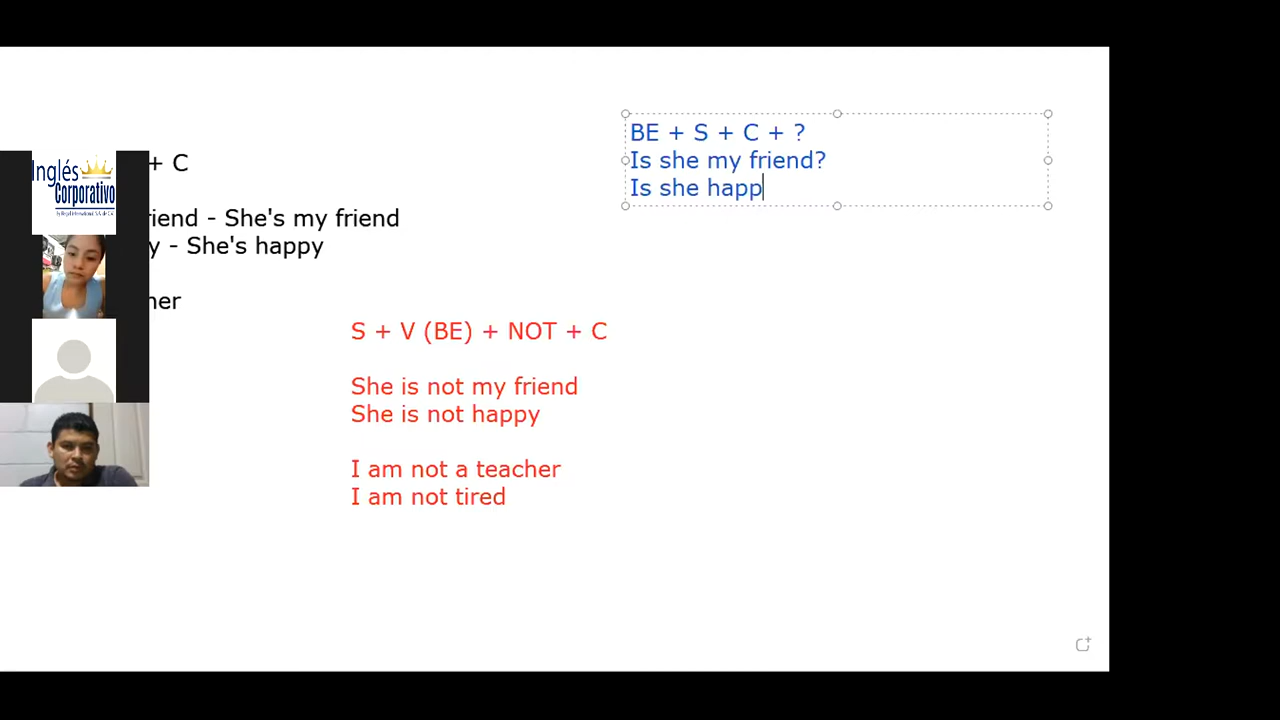 BE + S + C + ?
Is she my friend?
Is she happ
+ C
Inglés
Corporativo
riend - She's my friend
y - She's happy
her
S + V (BE) + NOT + C
She is not my friend
She is not happy
I am not a teacher
I am not tired